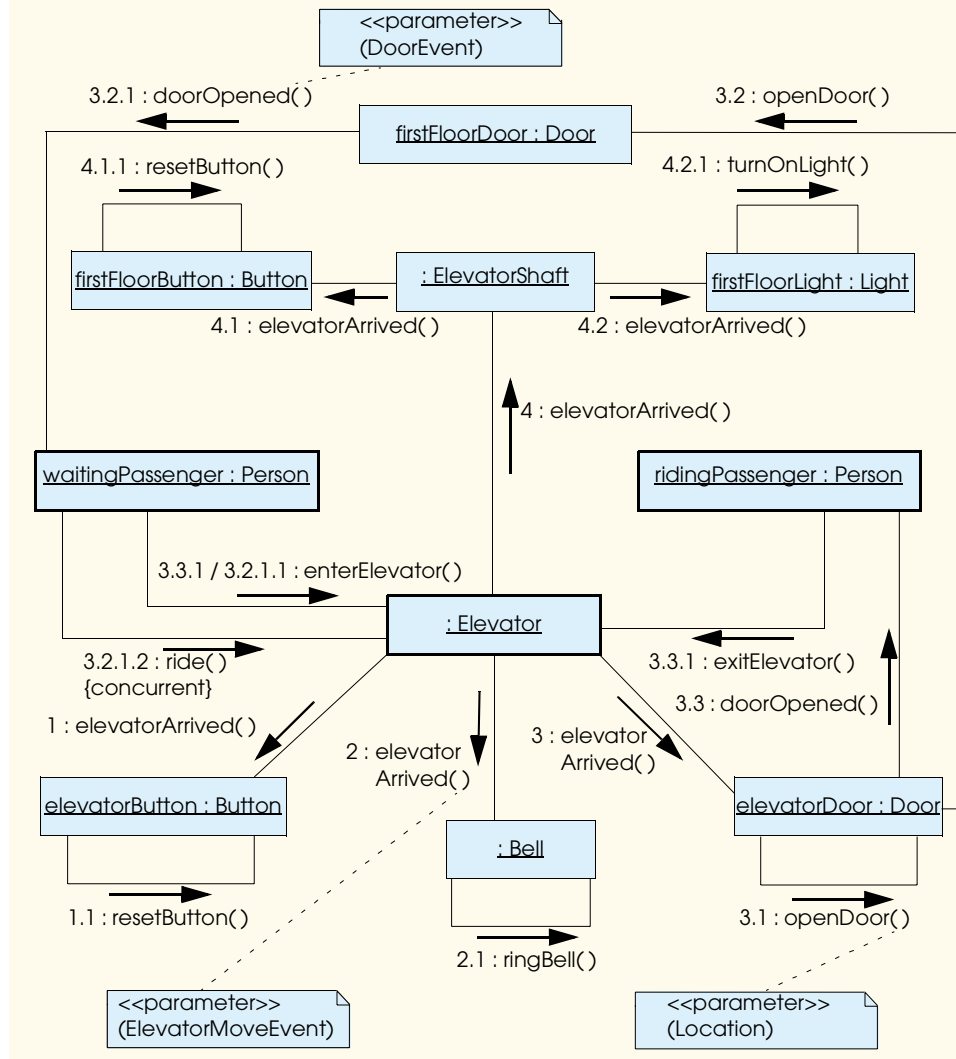 <<parameter>>
(DoorEvent)
3.2.1 : doorOpened( )
3.2 : openDoor( )
firstFloorDoor : Door
4.1.1 : resetButton( )
4.2.1 : turnOnLight( )
firstFloorButton : Button
: ElevatorShaft
firstFloorLight : Light
4.1 : elevatorArrived( )
4.2 : elevatorArrived( )
4 : elevatorArrived( )
waitingPassenger : Person
ridingPassenger : Person
3.3.1 / 3.2.1.1 : enterElevator( )
: Elevator
3.2.1.2 : ride( )
{concurrent}
3.3.1 : exitElevator( )
3.3 : doorOpened( )
1 : elevatorArrived( )
2 : elevator
Arrived( )
3 : elevator
Arrived( )
elevatorButton : Button
elevatorDoor : Door
: Bell
1.1 : resetButton( )
2.1 : ringBell( )
3.1 : openDoor( )
<<parameter>>
(ElevatorMoveEvent)
<<parameter>>
(Location)